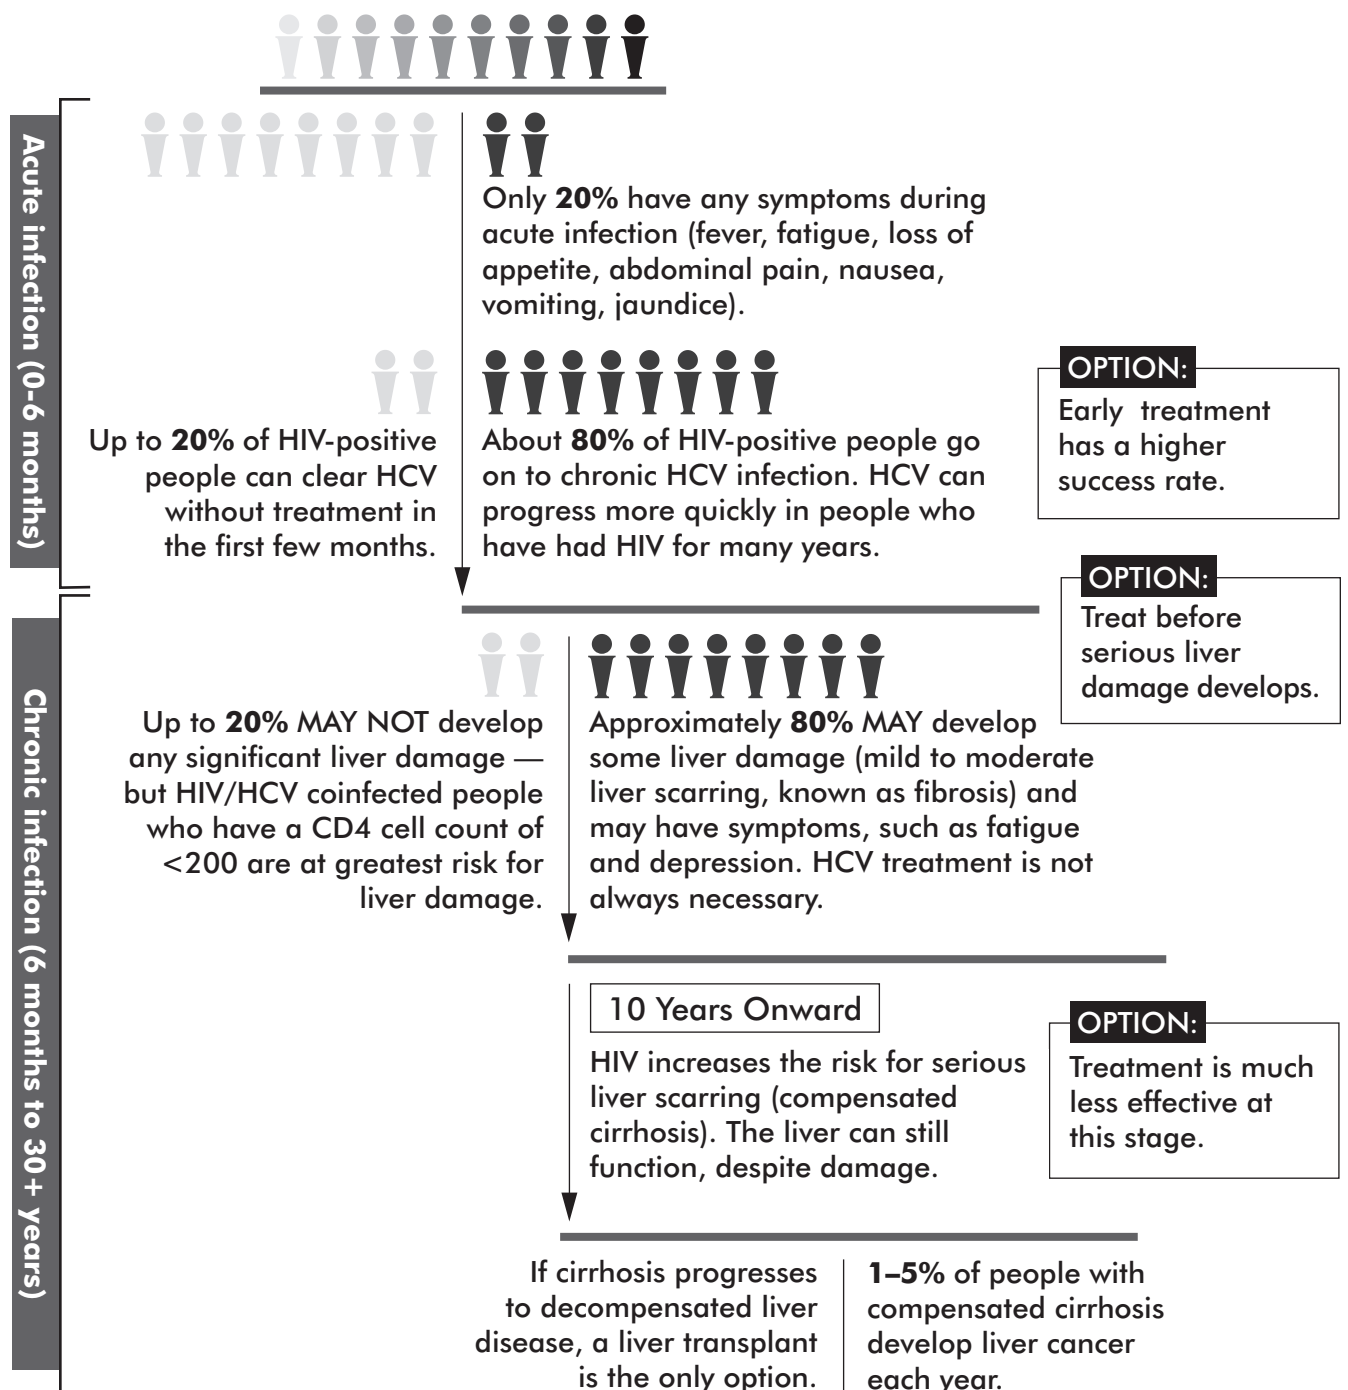 Acute infection (0-6 months)
Only 20% have any symptoms during
acute infection (fever, fatigue, loss of
appetite, abdominal pain, nausea,
vomiting, jaundice).
Up to 20% of HIV-positive
people can clear HCV
without treatment in
the first few months.
About 80% of HIV-positive people go
on to chronic HCV infection. HCV can
progress more quickly in people who
have had HIV for many years.
OPTION:
Early treatment
has a higher
success rate.
OPTION:
Treat before
serious liver
damage develops.
Chronic infection (6 months to 30+ years)
Up to 20% MAY NOT develop
any significant liver damage —
but HIV/HCV coinfected people
who have a CD4 cell count of
<200 are at greatest risk for
liver damage.
Approximately 80% MAY develop
some liver damage (mild to moderate
liver scarring, known as fibrosis) and
may have symptoms, such as fatigue
and depression. HCV treatment is not
always necessary.
10 Years Onward
HIV increases the risk for serious
liver scarring (compensated
cirrhosis). The liver can still
function, despite damage.
OPTION:
Treatment is much
less effective at
this stage.
If cirrhosis progresses
to decompensated liver
disease, a liver transplant
is the only option.
1–5% of people with
compensated cirrhosis
develop liver cancer
each year.